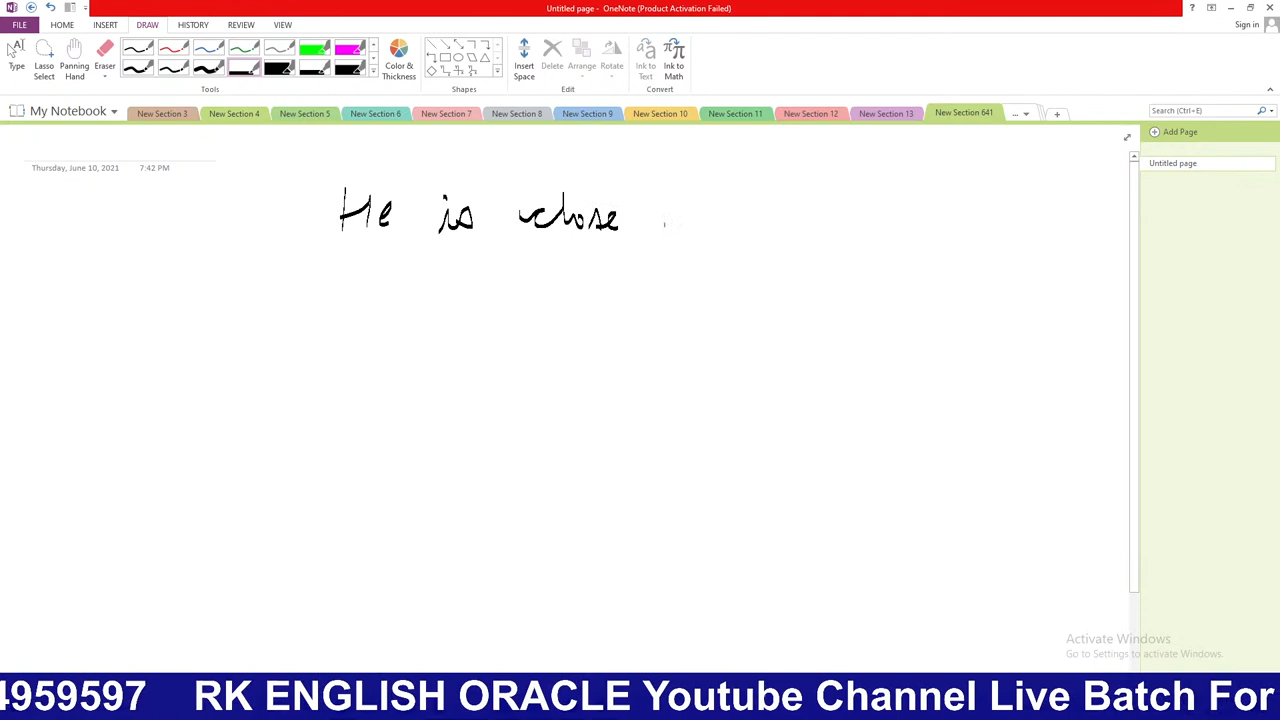 Untitled page - OneNote (Product Activation Failed)
FILE HOME INSERT DRAW HISTORY REVIEW VIEW
Sign in
Type
Lasso Select
Panning Hand
Eraser
Color & Thickness
Insert Space
Delete
Arrange
Rotate
Ink to Text
Ink to Math
Tools Shapes Edit Convert
My Notebook New Section 3 New Section 4 New Section 5 New Section 6 New Section 7 New Section 8 New Section 9 New Section 10 New Section 11 New Section 12 New Section 13 New Section 641 ... Search (Ctrl+E)
Add Page
Untitled page
Thursday, June 10, 2021 7:42 PM
He is close
Activate Windows
Go to Settings to activate Windows.
4959597 RK ENGLISH ORACLE Youtube Channel Live Batch For